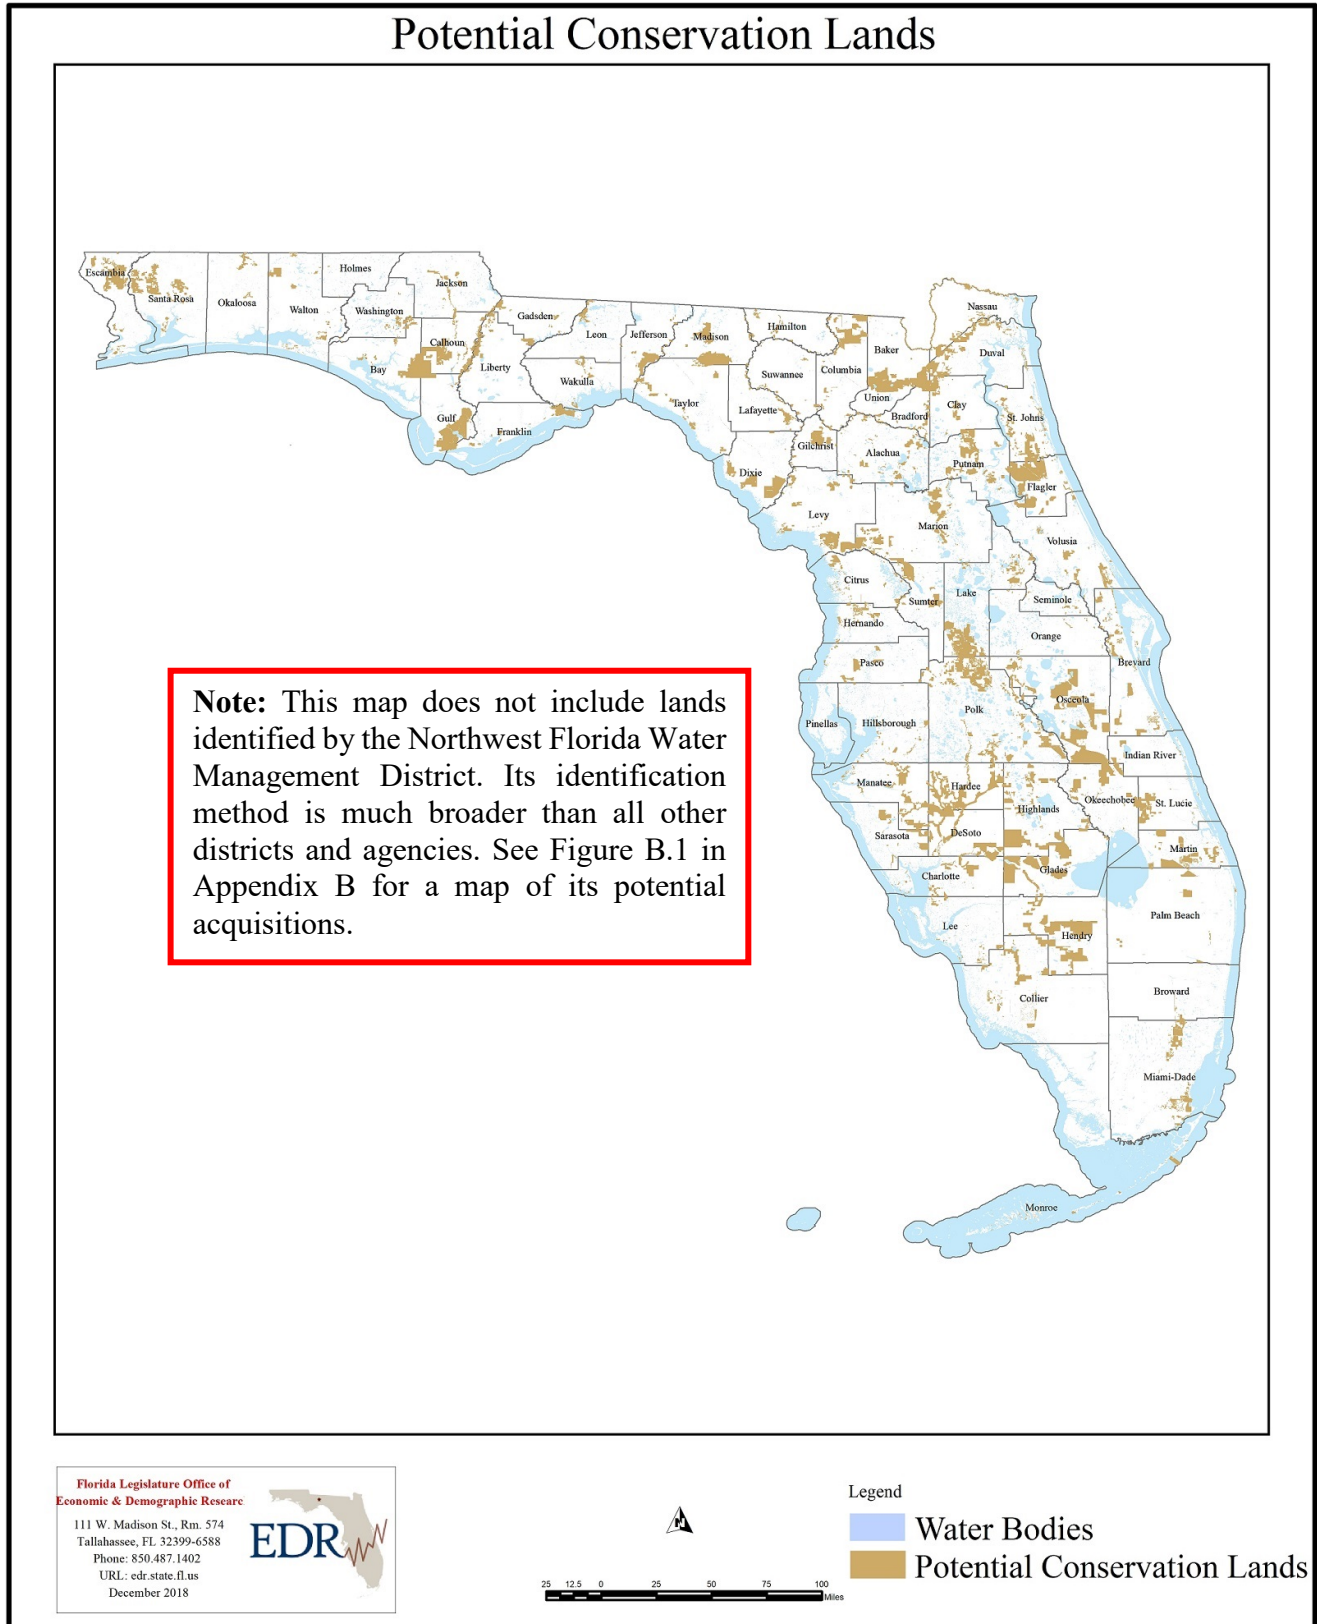 Potential Conservation Lands
Escambia
Santa Rosa
Okaloosa
Walton
Holmes
Washington
Jackson
Bay
Calhoun
Gulf
Liberty
Gadsden
Franklin
Wakulla
Leon
Jefferson
Madison
Taylor
Hamilton
Suwannee
Lafayette
Dixie
Columbia
Gilchrist
Levy
Baker
Union
Bradford
Alachua
Nassau
Duval
Clay
St. Johns
Putnam
Flagler
Marion
Volusia
Citrus
Sumter
Lake
Seminole
Hernando
Orange
Pasco
Brevard
Pinellas
Hillsborough
Polk
Osceola
Indian River
Manatee
Hardee
Highlands
Okeechobee
St. Lucie
Sarasota
DeSoto
Martin
Charlotte
Glades
Lee
Hendry
Palm Beach
Collier
Broward
Miami-Dade
Monroe
Note: This map does not include lands
identified by the Northwest Florida Water
Management District. Its identification
method is much broader than all other
districts and agencies. See Figure B.1 in
Appendix B for a map of its potential
acquisitions.
Florida Legislature Office of
Economic & Demographic Researc
111 W. Madison St., Rm. 574
Tallahassee, FL 32399-6588
Phone: 850.487.1402
URL: edr.state.fl.us
December 2018
EDR
N
25 12.5 0 25 50 75 100
Miles
Legend
Water Bodies
Potential Conservation Lands